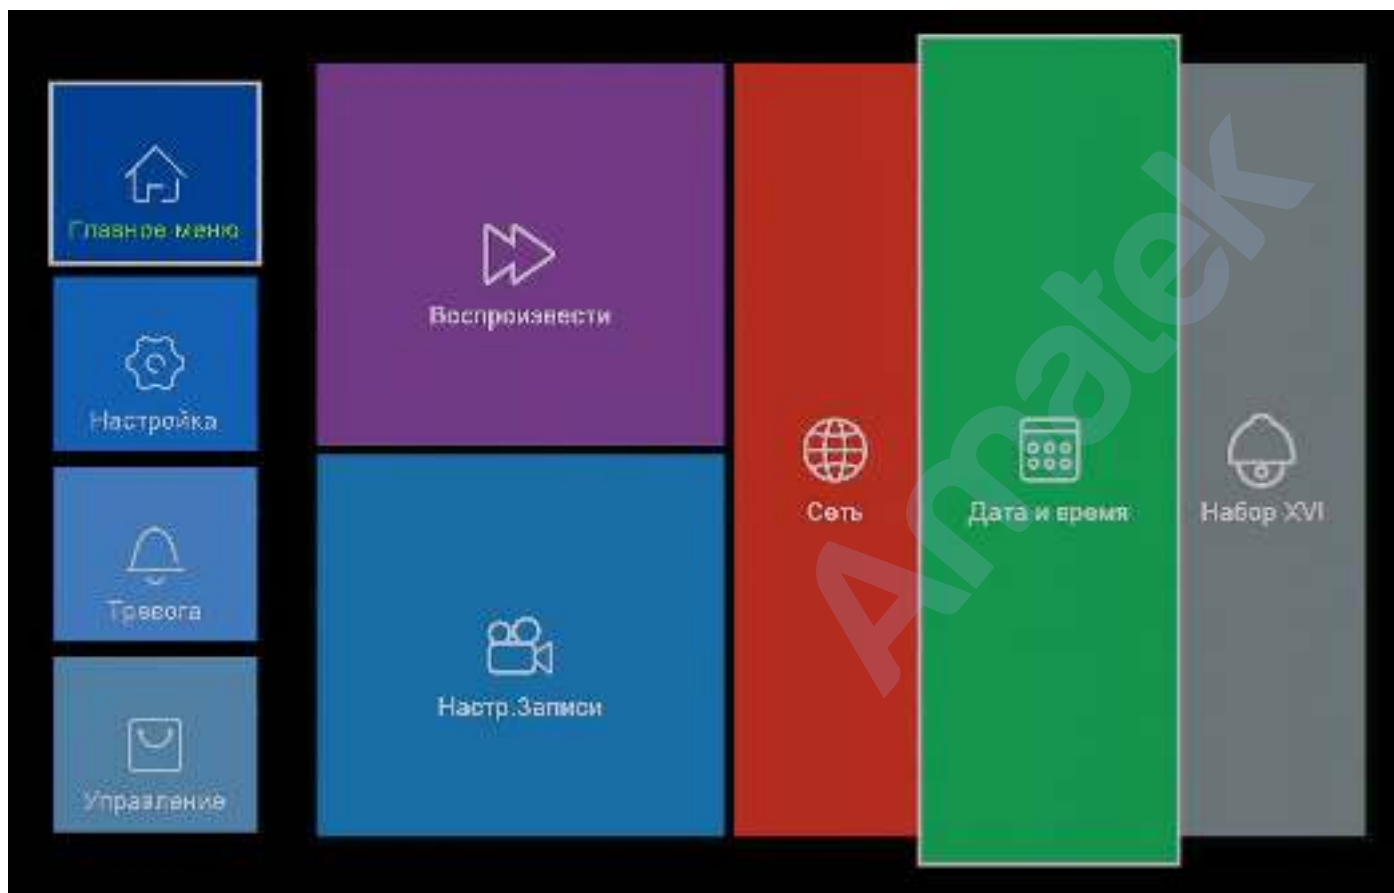 Главное меню
Настройка
Тревога
Управление
Воспроизвести
Настр.Записи
Сеть
Дата и время
Набор XVI
Amatek